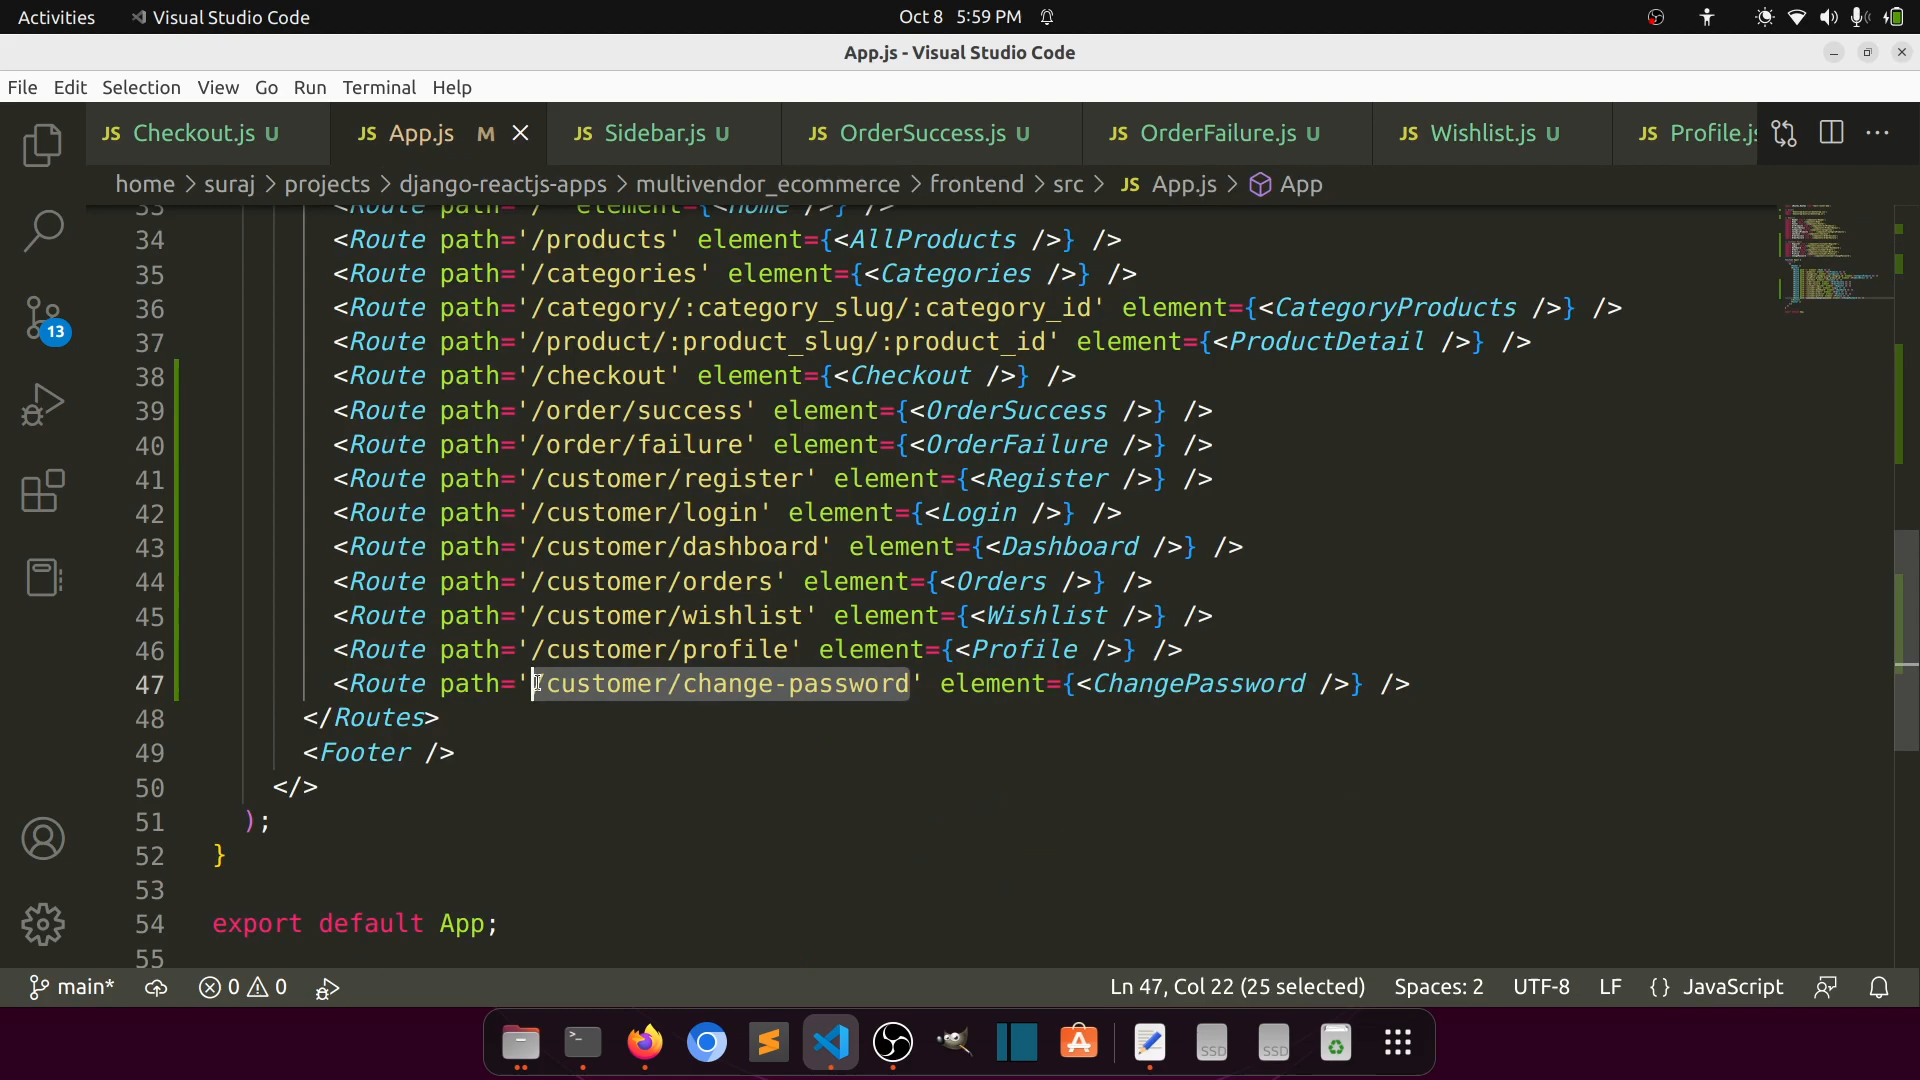 Activities
Visual Studio Code
Oct 8 5:59 PM
App.js - Visual Studio Code
File Edit Selection View Go Run Terminal Help
JS Checkout.js U
JS App.js M
JS Sidebar.js U
JS OrderSuccess.js U
JS OrderFailure.js U
JS Wishlist.js U
JS Profile.js
home > suraj > projects > django-reactjs-apps > multivendor_ecommerce > frontend > src > JS App.js > App
33 <Route path='/' element={<Home />} />
34 <Route path='/products' element={<AllProducts />} />
35 <Route path='/categories' element={<Categories />} />
36 <Route path='/category/:category_slug/:category_id' element={<CategoryProducts />} />
37 <Route path='/product/:product_slug/:product_id' element={<ProductDetail />} />
38 <Route path='/checkout' element={<Checkout />} />
39 <Route path='/order/success' element={<OrderSuccess />} />
40 <Route path='/order/failure' element={<OrderFailure />} />
41 <Route path='/customer/register' element={<Register />} />
42 <Route path='/customer/login' element={<Login />} />
43 <Route path='/customer/dashboard' element={<Dashboard />} />
44 <Route path='/customer/orders' element={<Orders />} />
45 <Route path='/customer/wishlist' element={<Wishlist />} />
46 <Route path='/customer/profile' element={<Profile />} />
47 <Route path='/customer/change-password' element={<ChangePassword />} />
48 </Routes>
49 <Footer />
50 </>
51 );
52 }
53
54 export default App;
55
13
main* 0 0 Ln 47, Col 22 (25 selected) Spaces: 2 UTF-8 LF { } JavaScript
SSD SSD